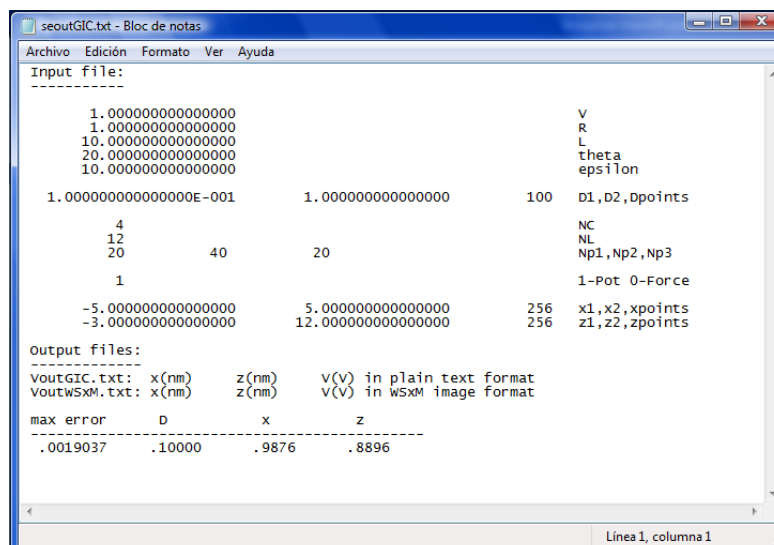 seoutGIC.txt - Bloc de notas
Archivo Edición Formato Ver Ayuda
Input file:
-----------
1.000000000000000 V
1.000000000000000 R
10.000000000000000 L
20.000000000000000 theta
10.000000000000000 epsilon
1.000000000000000E-001 1.000000000000000 100 D1,D2,Dpoints
4 NC
12 NL
20 40 20 Np1,Np2,Np3
1 1-Pot 0-Force
-5.000000000000000 5.000000000000000 256 x1,x2,xpoints
-3.000000000000000 12.000000000000000 256 z1,z2,zpoints
Output files:
-------------
VoutGIC.txt: x(nm) z(nm) V(V) in plain text format
VoutWSxM.txt: x(nm) z(nm) V(V) in WSxM image format
max error D x z
---------------------------------------------
.0019037 .10000 .9876 .8896
Línea 1, columna 1